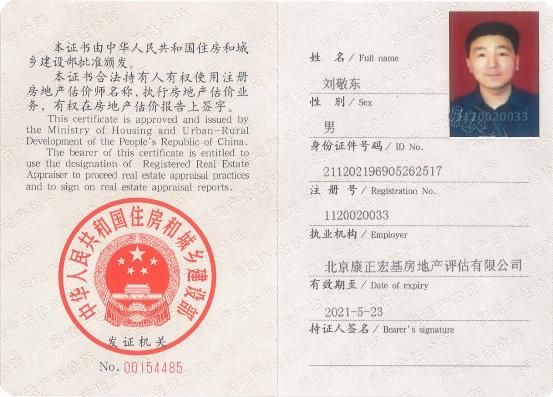 本证书由中华人民共和国住房和城
乡建设部批准颁发。
本证书合法持有人有权使用注册
房地产估价师名称,执行房地产估价业
务,有权在房地产估价报告上签字。
This certificate is approved and issued by
the Ministry of Housing and Urban-Rural
Development of the People's Republic of China.
The bearer of this certificate is entitled to
use the designation of Registered Real Estate
Appraiser to proceed real estate appraisal practices
and to sign on real estate appraisal reports.
中华人民共和国住房和城乡建设部
发证机关
No. 00154485
姓 名 / Full name
刘敬东
性 别 / Sex
男
身份证件号码 / ID No.
211202196905262517
注 册 号 / Registration No.
1120020033
执业机构 / Employer
北京康正宏基房地产评估有限公司
有效期至 / Date of expiry
2021-5-23
持证人签名 / Bearer's signature
1120020033